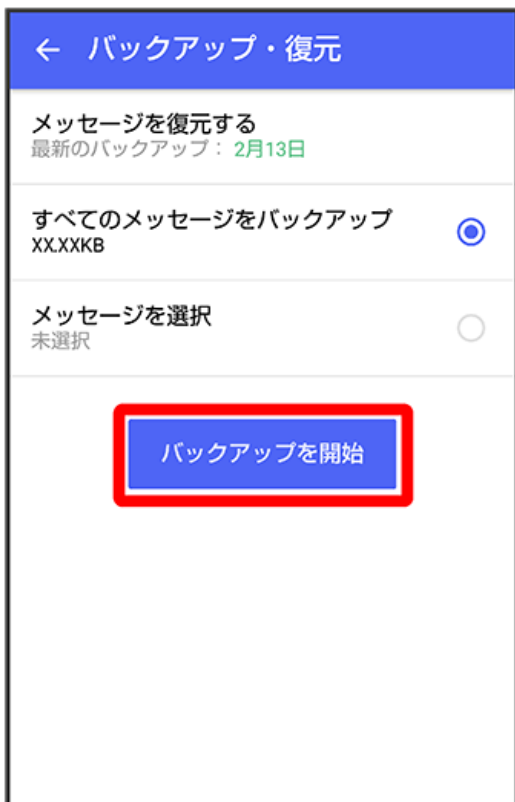 ← バックアップ・復元
メッセージを復元する
最新のバックアップ： 2月13日
すべてのメッセージをバックアップ
XX.XXKB
メッセージを選択
未選択
バックアップを開始